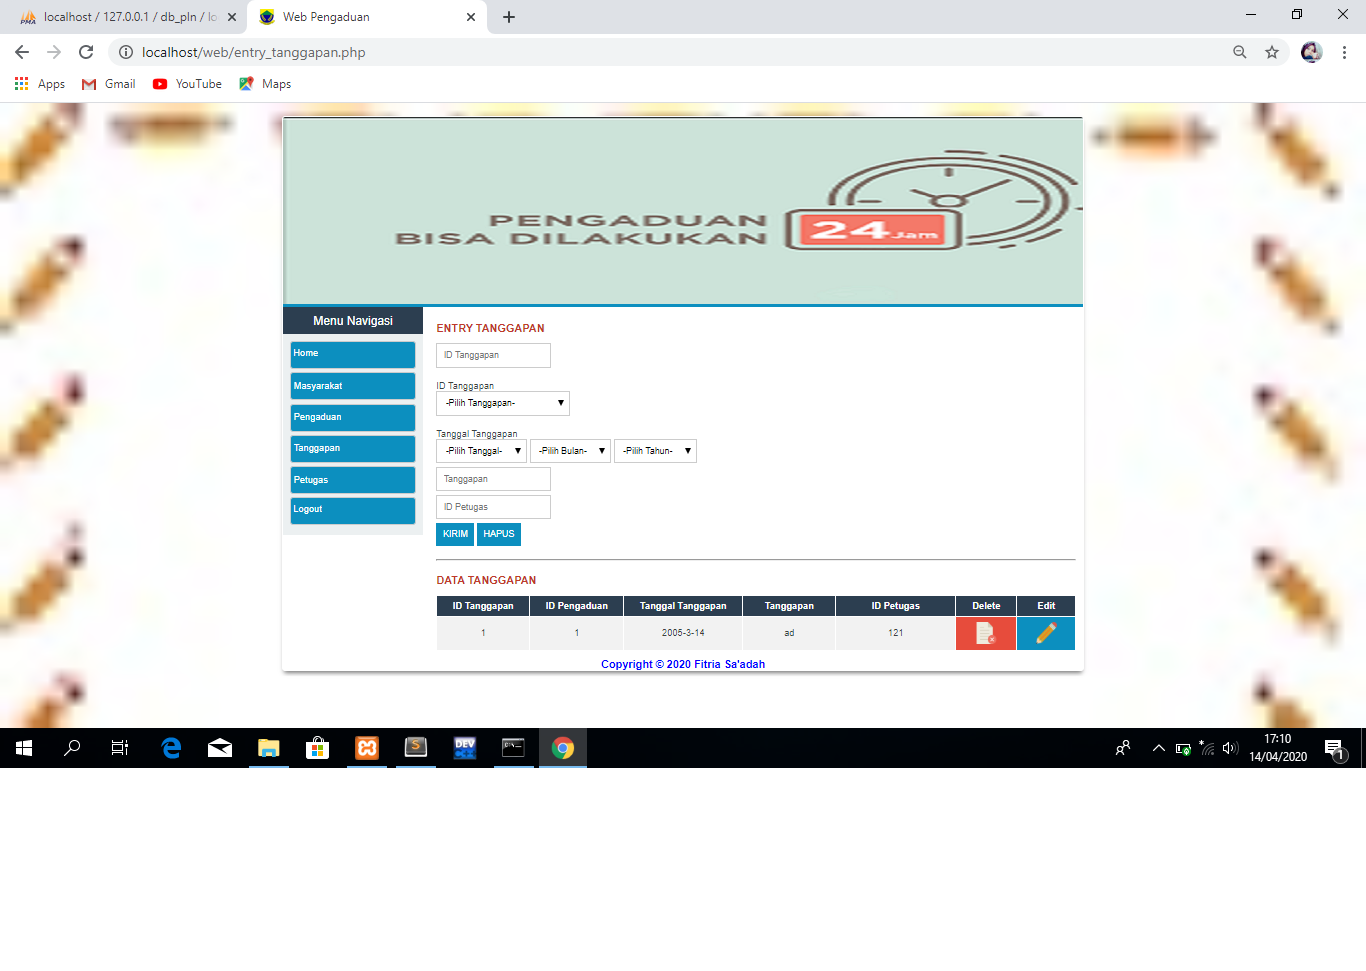 localhost / 127.0.0.1 / db_pln / lo
Web Pengaduan
localhost/web/entry_tanggapan.php
Apps Gmail YouTube Maps
PENGADUAN
BISA DILAKUKAN
24 Jam
Menu Navigasi
Home
Masyarakat
Pengaduan
Tanggapan
Petugas
Logout
ENTRY TANGGAPAN
ID Tanggapan
ID Tanggapan
-Pilih Tanggapan-
Tanggal Tanggapan
-Pilih Tanggal- -Pilih Bulan- -Pilih Tahun-
Tanggapan
ID Petugas
KIRIM HAPUS
DATA TANGGAPAN
ID Tanggapan ID Pengaduan Tanggal Tanggapan Tanggapan ID Petugas Delete Edit
1 1 2005-3-14 ad 121
Copyright © 2020 Fitria Sa'adah
DEV
17:10
14/04/2020
1